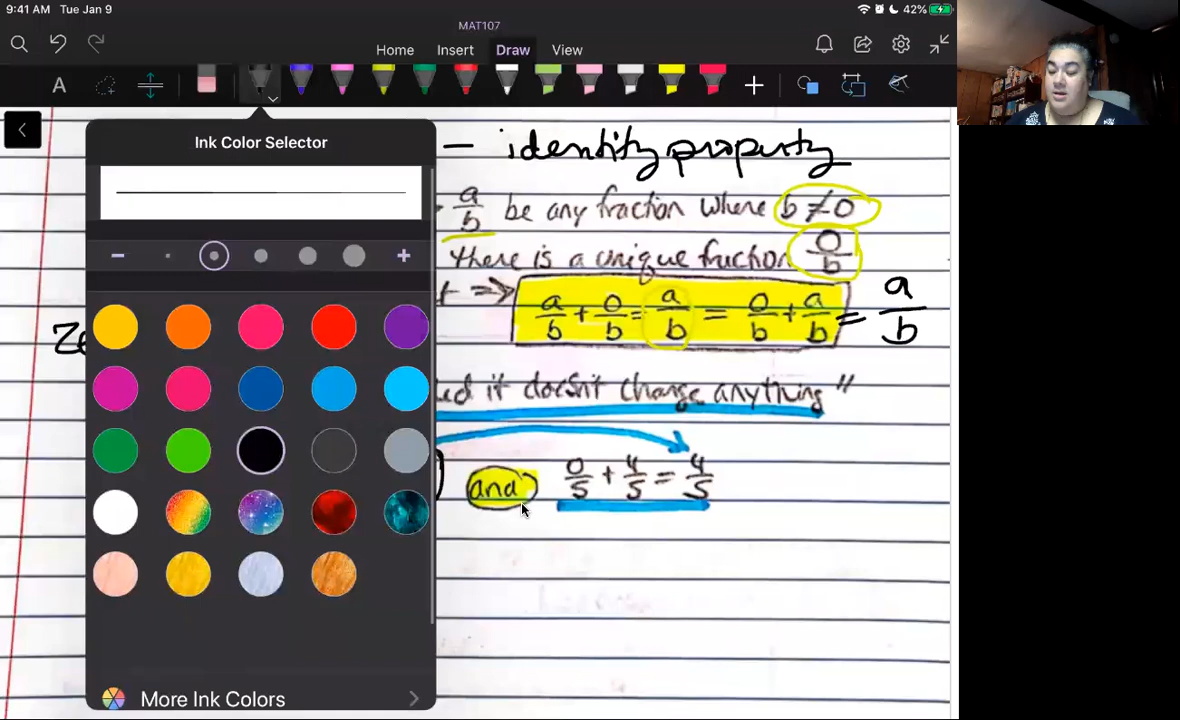 9:41 AM Tue Jan 9 42%
MAT107
Home Insert Draw View
A
Ink Color Selector
More Ink Colors
— identity property
a/b be any fraction where b ≠ 0
there is a unique fraction 0/b
t ⇒ a/b + 0/b = a/b = 0/b + a/b = a/b
Ze
ed it doesn't change anything"
) and 0/5 + 4/5 = 4/5